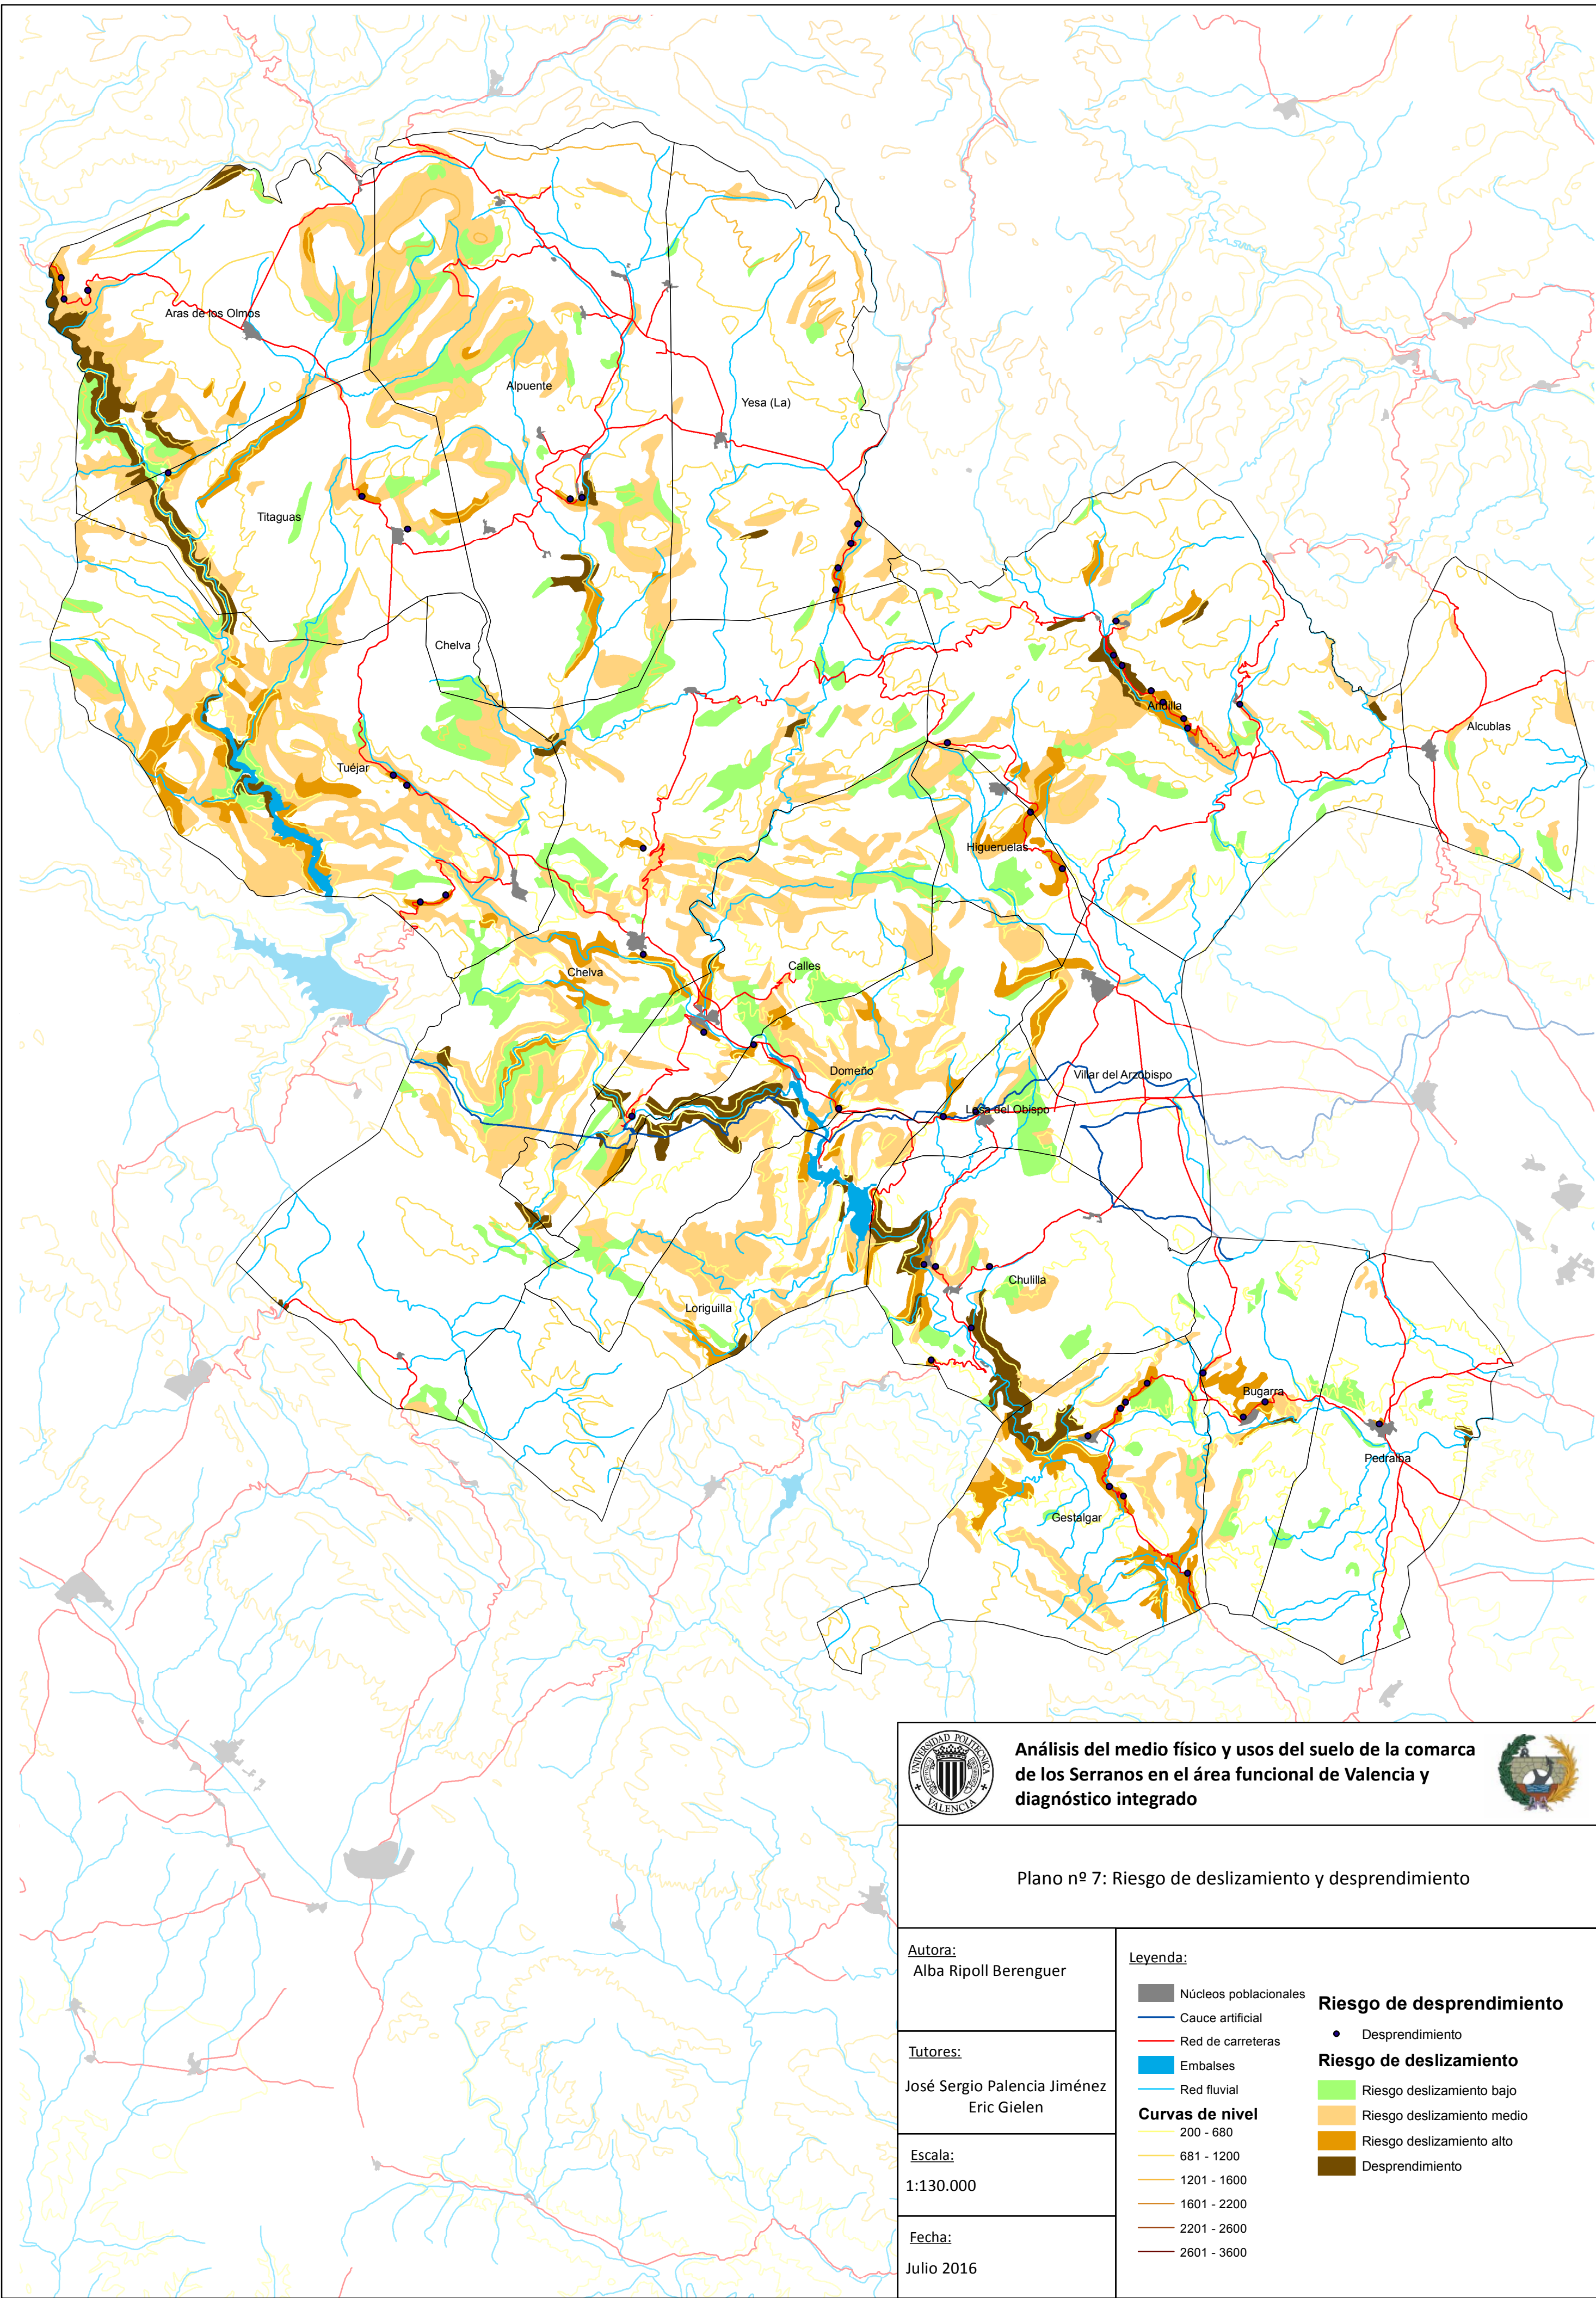 Aras de los Olmos
Alpuente
Yesa (La)
Titaguas
Chelva
Andilla
Alcublas
Tuéjar
Higueruelas
Calles
Chelva
Domeño
Villar del Arzobispo
Losa del Obispo
Chulilla
Loriguilla
Bugarra
Pedralba
Gestalgar
UNIVERSIDAD POLITECNICA
VALENCIA
Análisis del medio físico y usos del suelo de la comarca
de los Serranos en el área funcional de Valencia y
diagnóstico integrado
Plano nº 7: Riesgo de deslizamiento y desprendimiento
Autora:
Alba Ripoll Berenguer
Tutores:
José Sergio Palencia Jiménez
Eric Gielen
Escala:
1:130.000
Fecha:
Julio 2016
Leyenda:
Núcleos poblacionales
Cauce artificial
Red de carreteras
Embalses
Red fluvial
Curvas de nivel
200 - 680
681 - 1200
1201 - 1600
1601 - 2200
2201 - 2600
2601 - 3600
Riesgo de desprendimiento
Desprendimiento
Riesgo de deslizamiento
Riesgo deslizamiento bajo
Riesgo deslizamiento medio
Riesgo deslizamiento alto
Desprendimiento